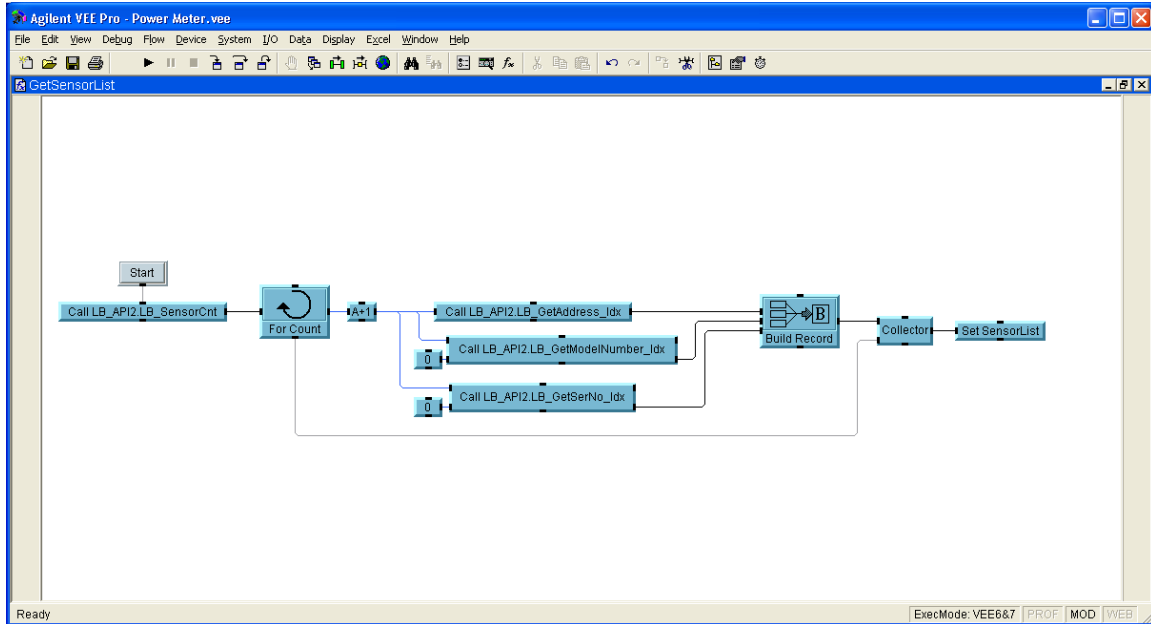 Agilent VEE Pro - Power Meter.vee
File Edit View Debug Flow Device System I/O Data Display Excel Window Help
GetSensorList
Start
Call LB_API2.LB_SensorCnt
For Count
A+1
Call LB_API2.LB_GetAddress_Idx
0
Call LB_API2.LB_GetModelNumber_Idx
0
Call LB_API2.LB_GetSerNo_Idx
B
Build Record
Collector
Set SensorList
Ready
ExecMode: VEE6&7 PROF MOD WEB